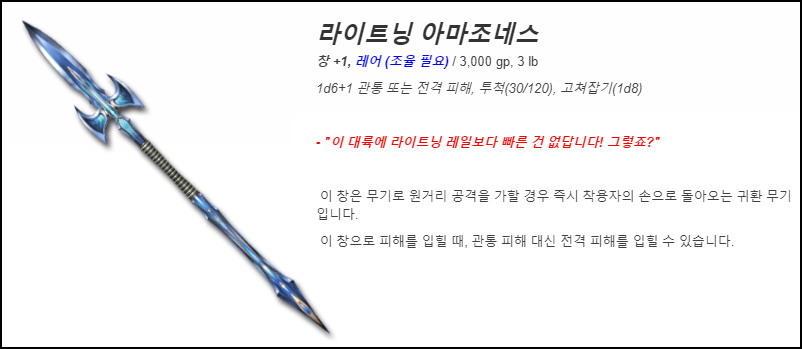 라이트닝 아마조네스
창 +1, 레어 (조율 필요) / 3,000 gp, 3 lb
1d6+1 관통 또는 전격 피해, 투척(30/120), 고쳐잡기(1d8)
- "이 대륙에 라이트닝 레일보다 빠른 건 없답니다! 그렇죠?"
이 창은 무기로 원거리 공격을 가할 경우 즉시 착용자의 손으로 돌아오는 귀환 무기
입니다.
이 창으로 피해를 입힐 때, 관통 피해 대신 전격 피해를 입힐 수 있습니다.